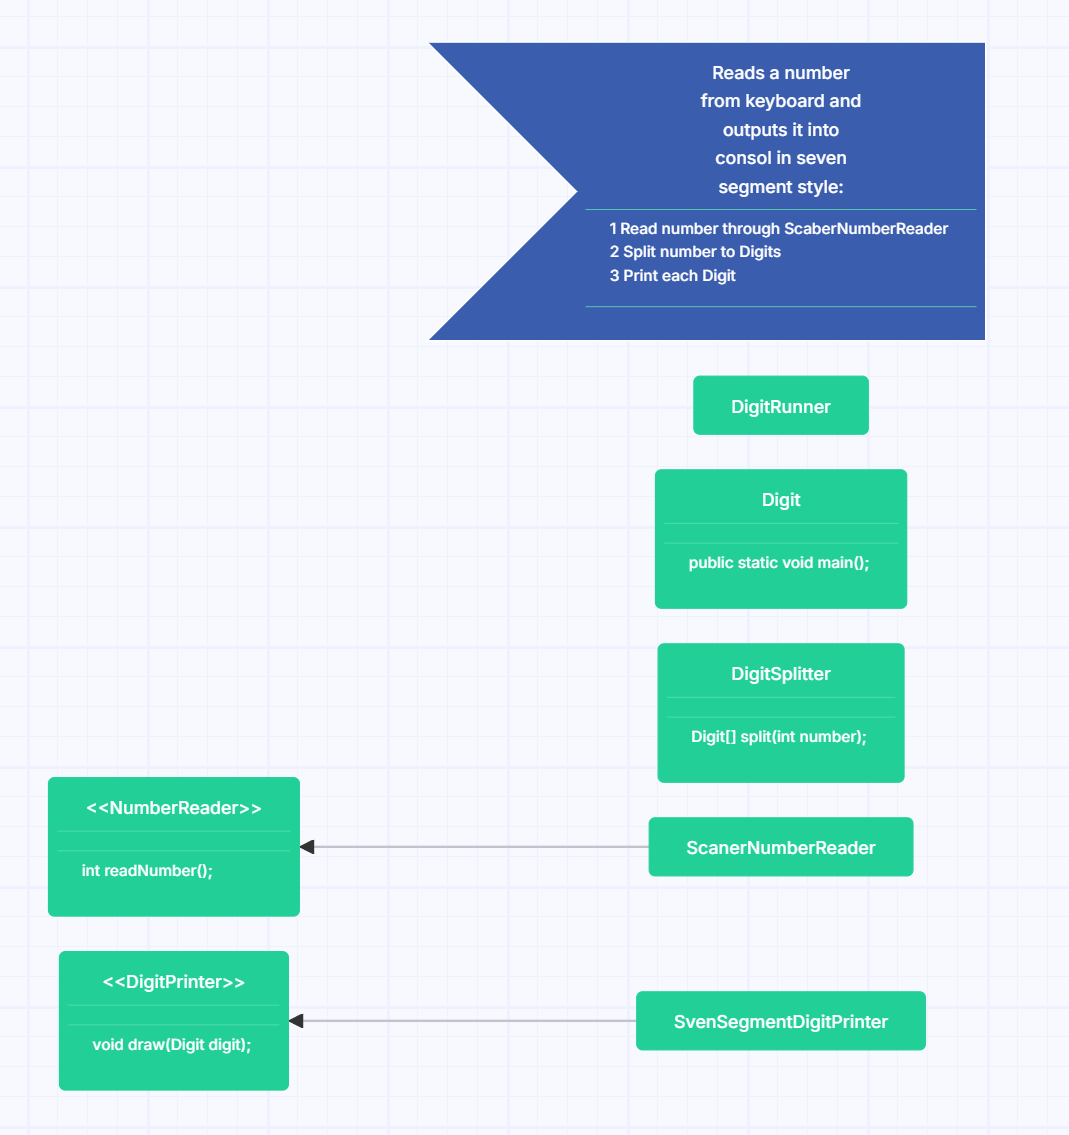 Reads a number
from keyboard and
outputs it into
consol in seven
segment style:
1 Read number through ScaberNumberReader
2 Split number to Digits
3 Print each Digit
DigitRunner
Digit
public static void main();
DigitSplitter
Digit[] split(int number);
<<NumberReader>>
int readNumber();
ScanerNumberReader
<<DigitPrinter>>
void draw(Digit digit);
SvenSegmentDigitPrinter